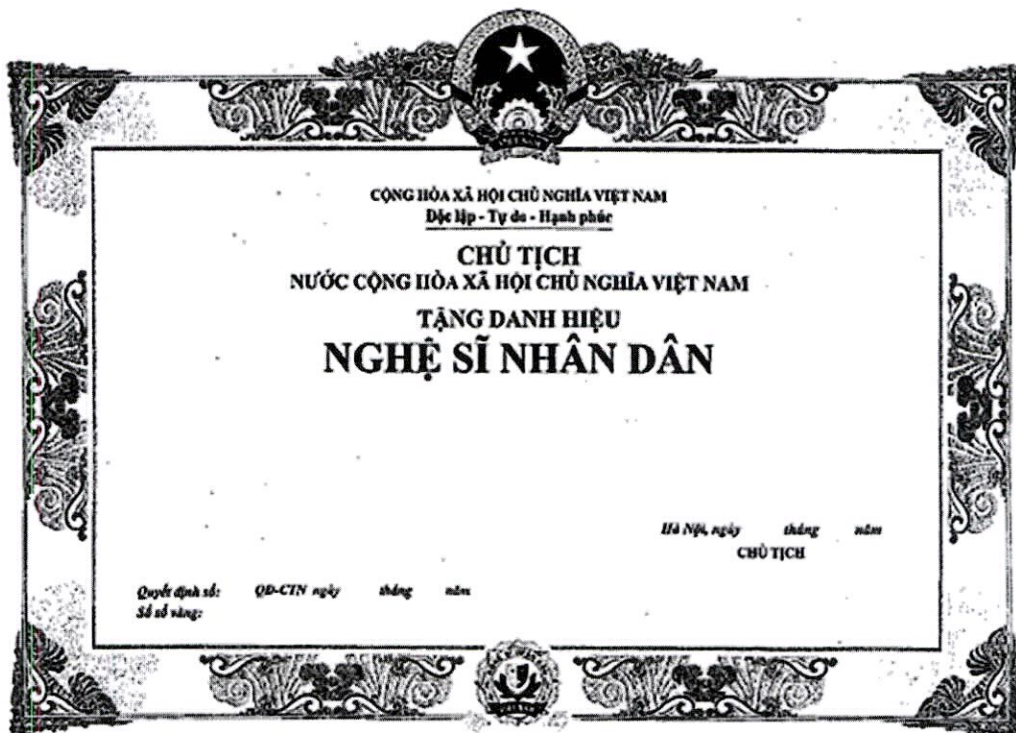 CỘNG HÒA XÃ HỘI CHỦ NGHĨA VIỆT NAM
Độc lập - Tự do - Hạnh phúc
CHỦ TỊCH
NƯỚC CỘNG HÒA XÃ HỘI CHỦ NGHĨA VIỆT NAM
TẶNG DANH HIỆU
NGHỆ SĨ NHÂN DÂN
Hà Nội, ngày tháng năm
CHỦ TỊCH
Quyết định số: QĐ-CTN ngày tháng năm
Số sổ vàng: